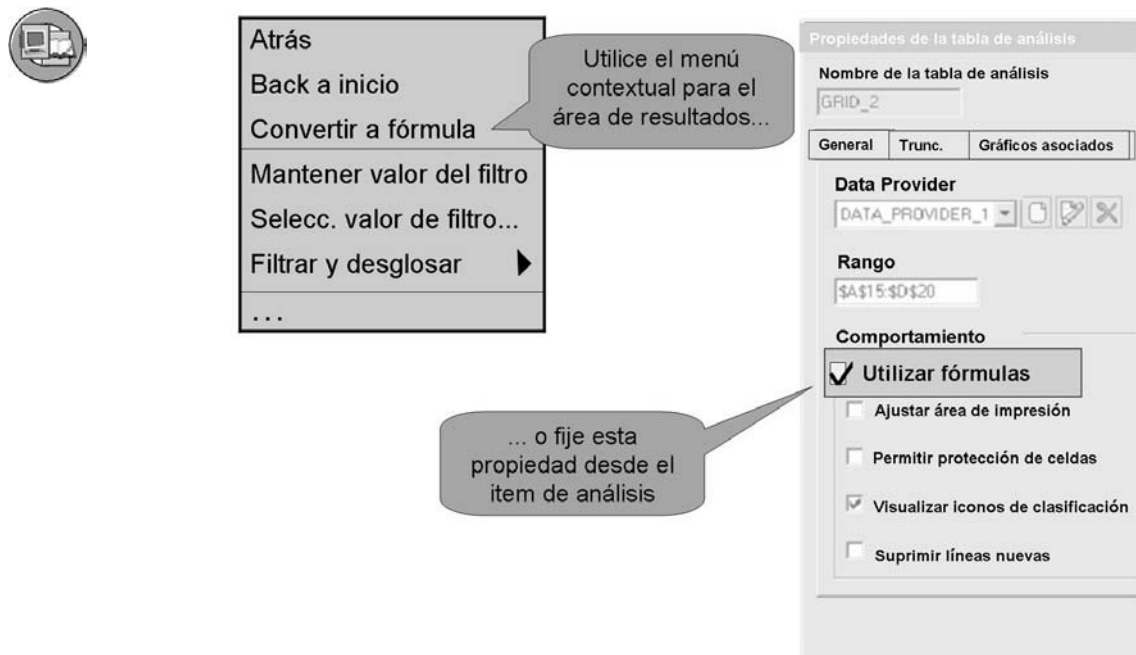 Atrás
Back a inicio
Convertir a fórmula
Mantener valor del filtro
Selecc. valor de filtro...
Filtrar y desglosar
...
Utilice el menú
contextual para el
área de resultados...
Propiedades de la tabla de análisis
Nombre de la tabla de análisis
GRID_2
General Trunc. Gráficos asociados
Data Provider
DATA_PROVIDER_1
Rango
$A$15:$D$20
Comportamiento
Utilizar fórmulas
Ajustar área de impresión
Permitir protección de celdas
Visualizar iconos de clasificación
Suprimir líneas nuevas
... o fije esta
propiedad desde el
item de análisis